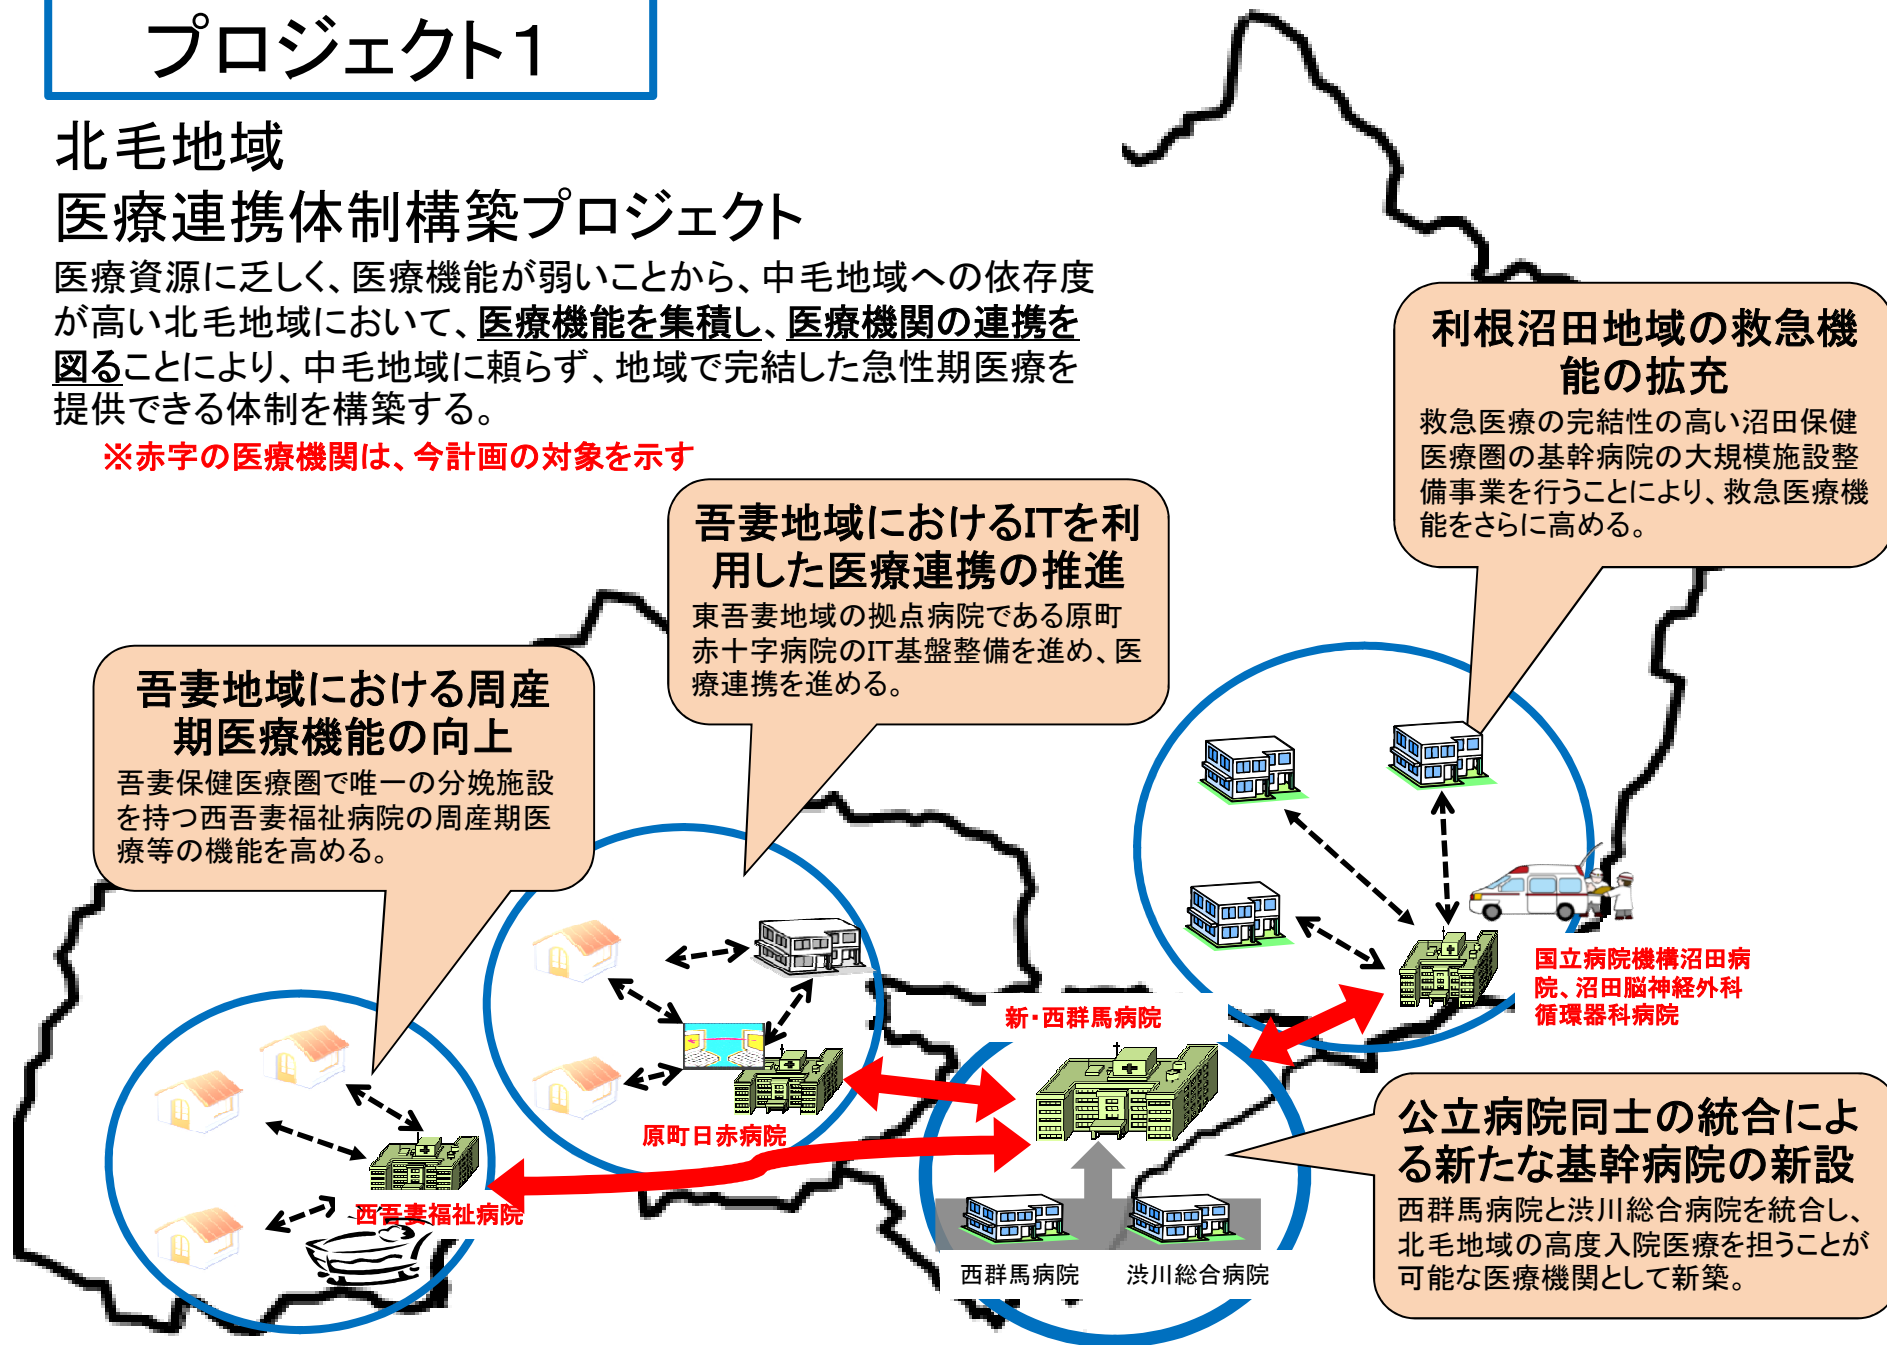 プロジェクト１
北毛地域
医療連携体制構築プロジェクト
医療資源に乏しく、医療機能が弱いことから、中毛地域への依存度
が高い北毛地域において、医療機能を集積し、医療機関の連携を
図ることにより、中毛地域に頼らず、地域で完結した急性期医療を
提供できる体制を構築する。
※赤字の医療機関は、今計画の対象を示す
利根沼田地域の救急機
能の拡充
救急医療の完結性の高い沼田保健
医療圏の基幹病院の大規模施設整
備事業を行うことにより、救急医療機
能をさらに高める。
吾妻地域におけるITを利
用した医療連携の推進
東吾妻地域の拠点病院である原町
赤十字病院のIT基盤整備を進め、医
療連携を進める。
吾妻地域における周産
期医療機能の向上
吾妻保健医療圏で唯一の分娩施設
を持つ西吾妻福祉病院の周産期医
療等の機能を高める。
国立病院機構沼田病
院、沼田脳神経外科
循環器科病院
新・西群馬病院
原町日赤病院
西吾妻福祉病院
公立病院同士の統合によ
る新たな基幹病院の新設
西群馬病院と渋川総合病院を統合し、
北毛地域の高度入院医療を担うことが
可能な医療機関として新築。
西群馬病院
渋川総合病院